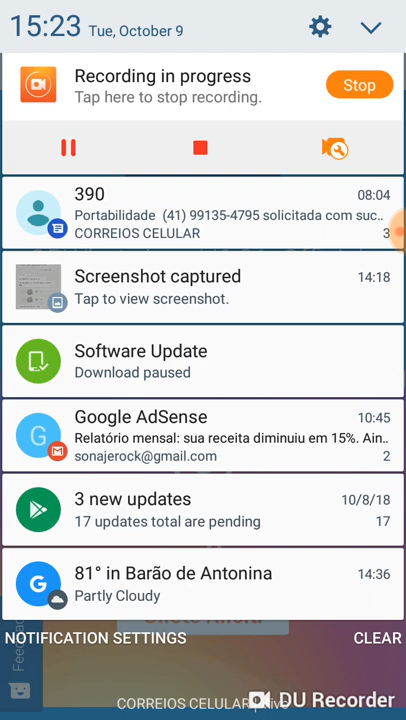 15:23 Tue, October 9
Recording in progress
Tap here to stop recording.
Stop
390 08:04
Portabilidade (41) 99135-4795 solicitada com suc..
CORREIOS CELULAR 3
Screenshot captured 14:18
Tap to view screenshot.
Software Update
Download paused
Google AdSense 10:45
Relatório mensal: sua receita diminuiu em 15%. Ain..
sonajerock@gmail.com 2
3 new updates 10/8/18
17 updates total are pending 17
81° in Barão de Antonina 14:36
Partly Cloudy
NOTIFICATION SETTINGS CLEAR
CORREIOS CELULAR
DU Recorder